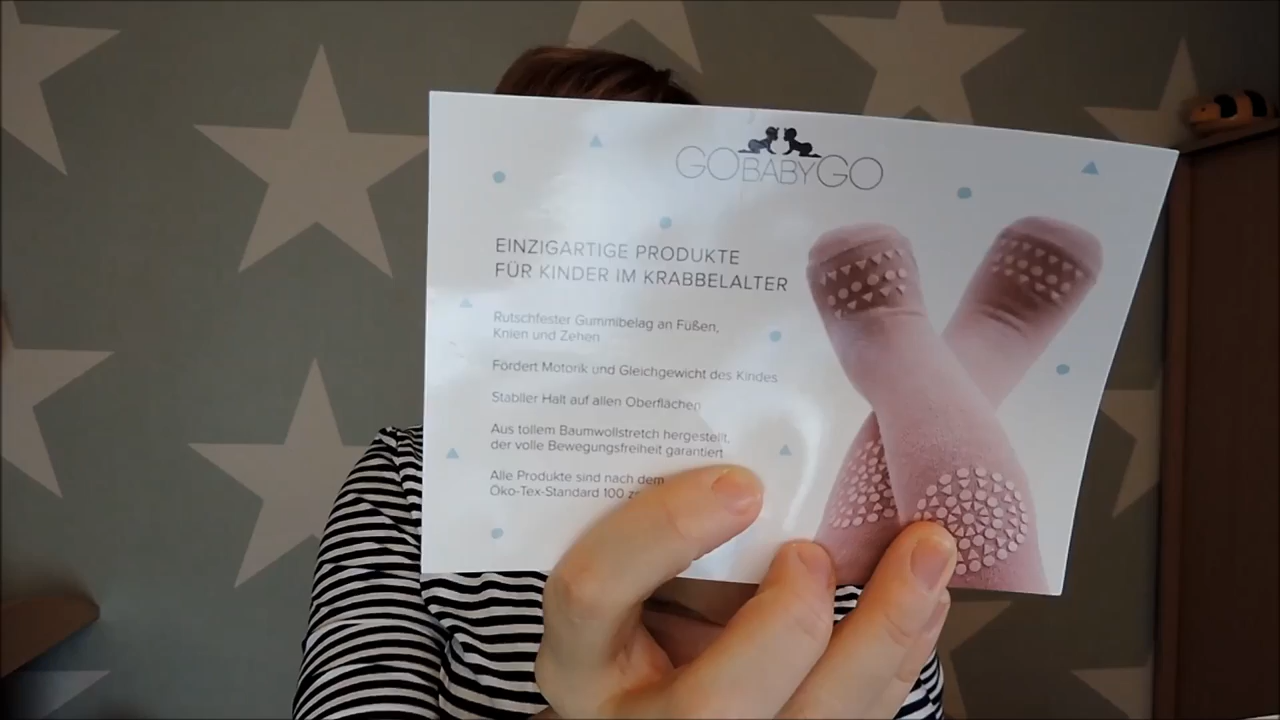 GOBABYGO
EINZIGARTIGE PRODUKTE
FÜR KINDER IM KRABBELALTER
Rutschfester Gummibelag an Füßen,
Knien und Zehen
Fördert Motorik und Gleichgewicht des Kindes
Stabiler Halt auf allen Oberflächen
Aus tollem Baumwollstretch hergestellt,
der volle Bewegungsfreiheit garantiert
Alle Produkte sind nach dem
Öko-Tex-Standard 100